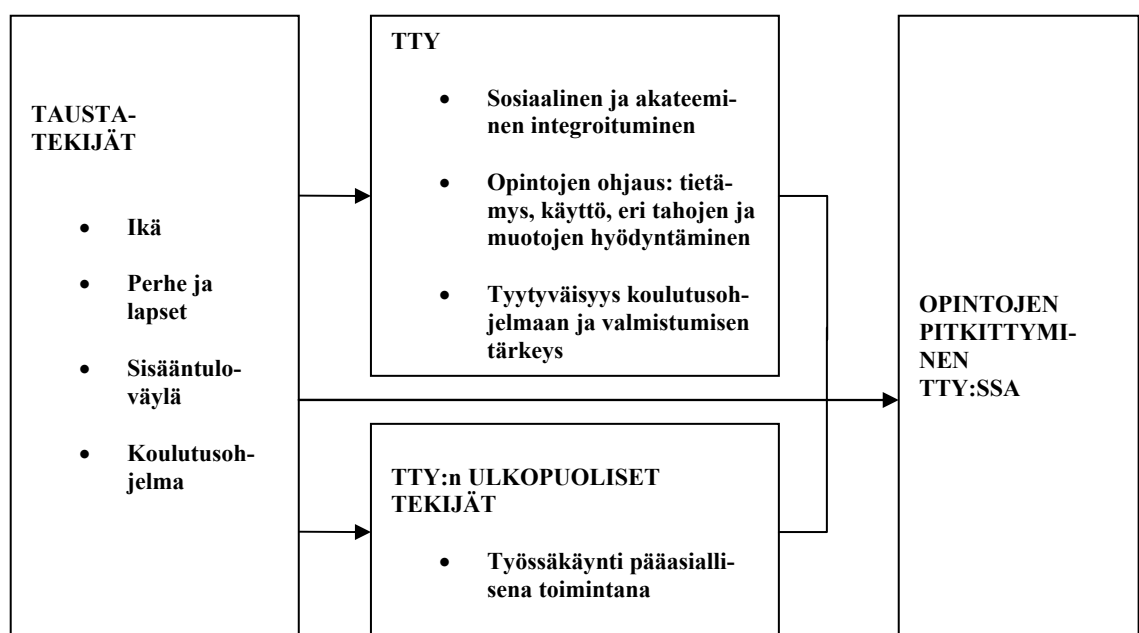 TAUSTA-
TEKIJÄT
• Ikä
• Perhe ja
lapset
• Sisääntulo-
väylä
• Koulutusoh-
jelma
TTY
• Sosiaalinen ja akateemi-
nen integroituminen
• Opintojen ohjaus: tietä-
mys, käyttö, eri tahojen ja
muotojen hyödyntäminen
• Tyytyväisyys koulutusoh-
jelmaan ja valmistumisen
tärkeys
TTY:n ULKOPUOLISET
TEKIJÄT
• Työssäkäynti pääasialli-
sena toimintana
OPINTOJEN
PITKITTYMI-
NEN
TTY:SSA